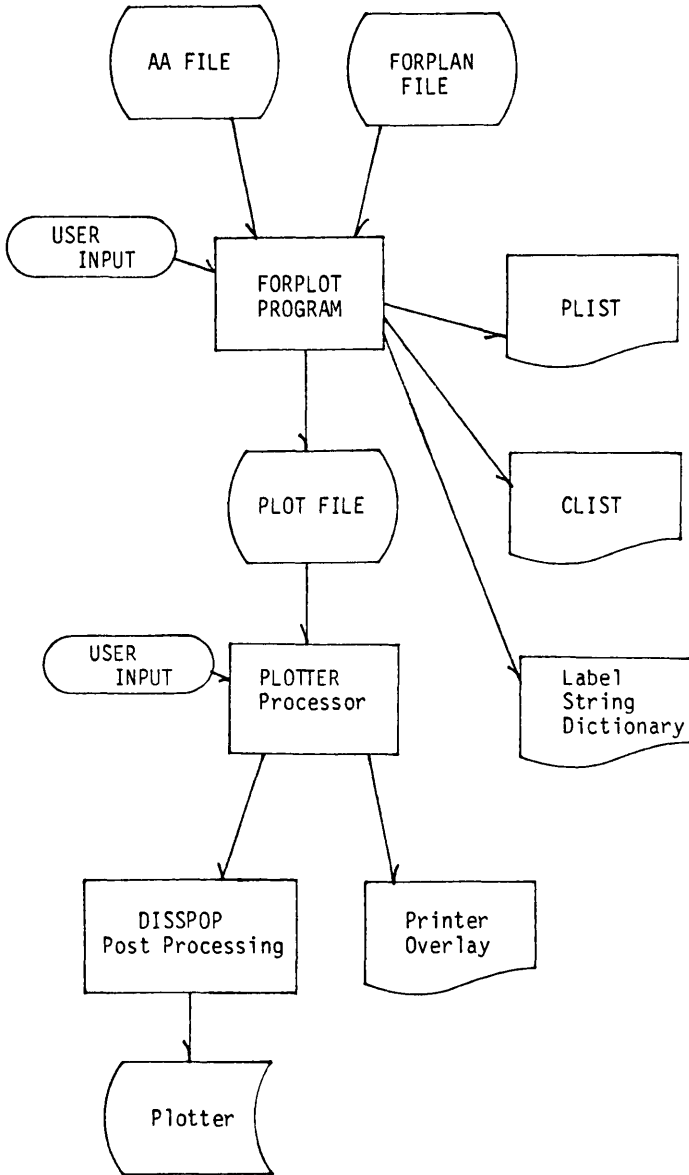 AA FILE
FORPLAN
FILE
USER
INPUT
FORPLOT
PROGRAM
PLIST
CLIST
PLOT FILE
USER
INPUT
PLOTTER
Processor
Label
String
Dictionary
DISSPOP
Post Processing
Printer
Overlay
Plotter